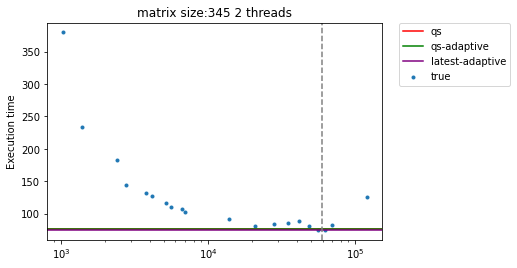 matrix size:345 2 threads
Execution time
350
300
250
200
150
100
10³
10⁴
10⁵
qs
qs-adaptive
latest-adaptive
true